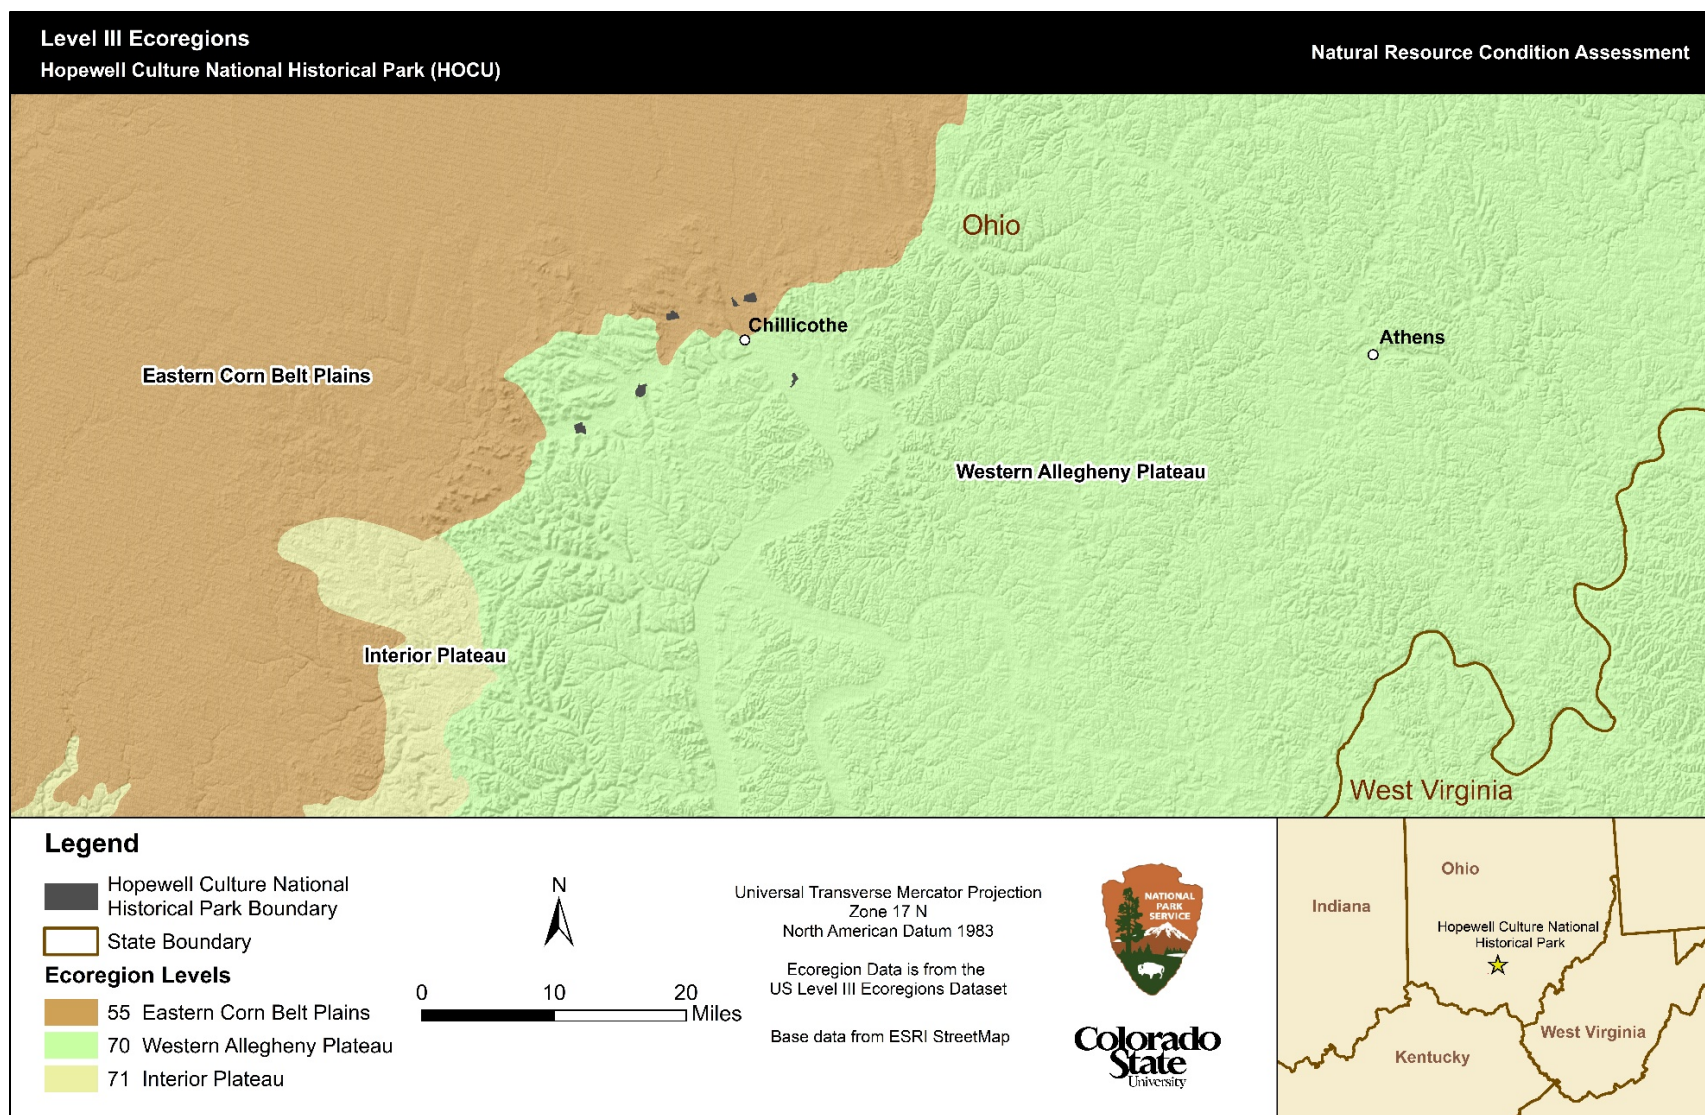 Level III Ecoregions
Hopewell Culture National Historical Park (HOCU)
Natural Resource Condition Assessment
Ohio
Chillicothe
Athens
Eastern Corn Belt Plains
Western Allegheny Plateau
Interior Plateau
West Virginia
Legend
Hopewell Culture National
Historical Park Boundary
State Boundary
Ecoregion Levels
55 Eastern Corn Belt Plains
70 Western Allegheny Plateau
71 Interior Plateau
N
0 10 20
Miles
Universal Transverse Mercator Projection
Zone 17 N
North American Datum 1983
Ecoregion Data is from the
US Level III Ecoregions Dataset
Base data from ESRI StreetMap
NATIONAL
PARK
SERVICE
Colorado
State
University
Ohio
Indiana
Hopewell Culture National
Historical Park
West Virginia
Kentucky